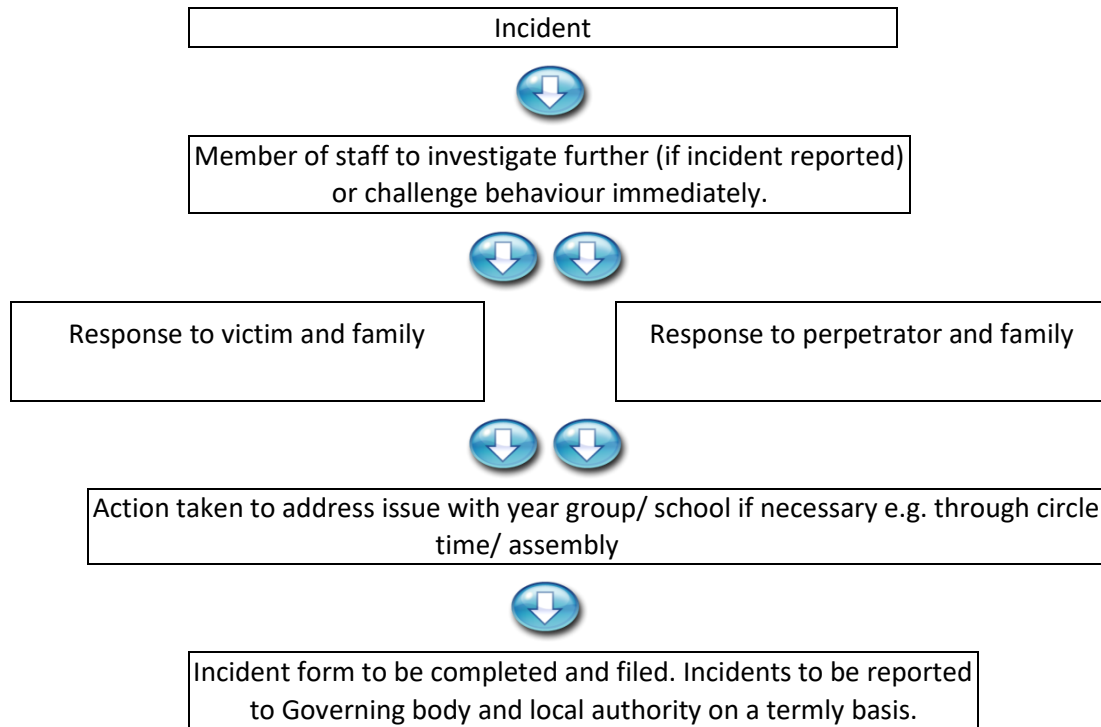 Incident
Member of staff to investigate further (if incident reported)
or challenge behaviour immediately.
Response to victim and family
Response to perpetrator and family
Action taken to address issue with year group/ school if necessary e.g. through circle
time/ assembly
Incident form to be completed and filed. Incidents to be reported
to Governing body and local authority on a termly basis.